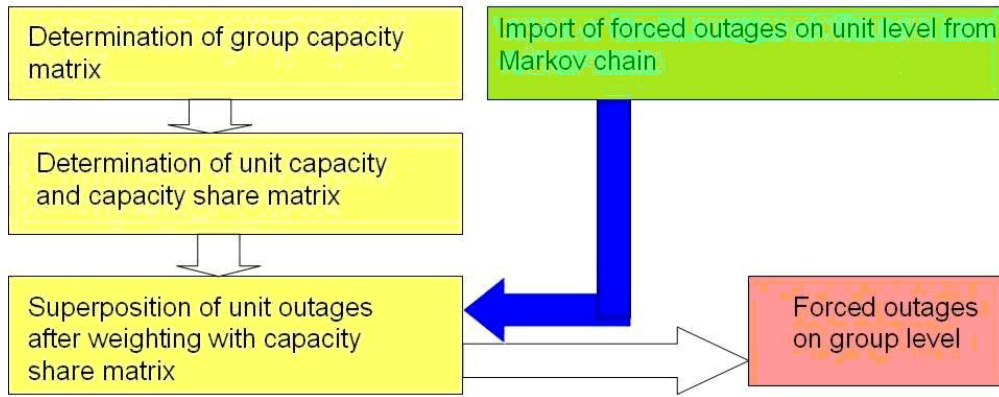 Determination of group capacity
matrix
Import of forced outages on unit level from
Markov chain
Determination of unit capacity
and capacity share matrix
Superposition of unit outages
after weighting with capacity
share matrix
Forced outages
on group level